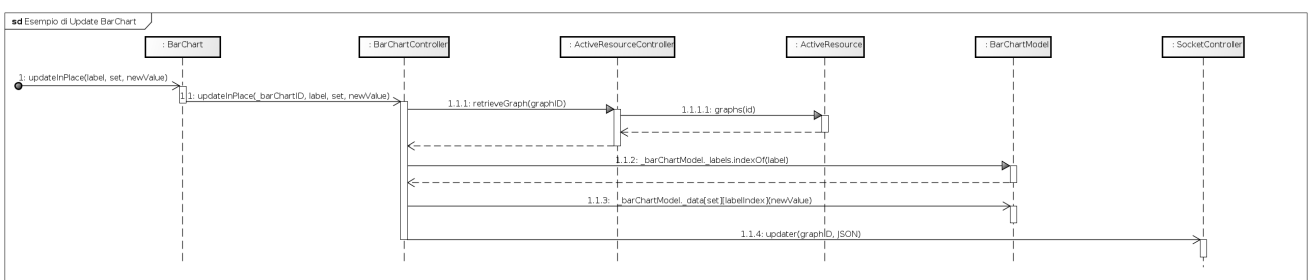 sd Esempio di Update BarChart
: BarChart
: BarChartController
: ActiveResourceController
: ActiveResource
: BarChartModel
: SocketController
1: updateInPlace(label, set, newValue)
1.1: updateInPlace(_barChartID, label, set, newValue)
1.1.1: retrieveGraph(graphID)
1.1.1.1: graphs(id)
1.1.2: _barChartModel._labels.indexOf(label)
1.1.3: _barChartModel._data[set][labelIndex](newValue)
1.1.4: updater(graphID, JSON)